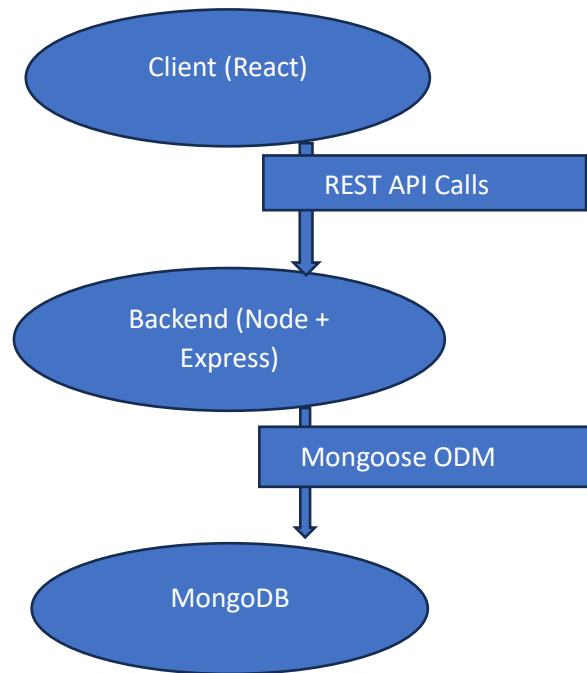 Client (React)
REST API Calls
Backend (Node +
Express)
Mongoose ODM
MongoDB